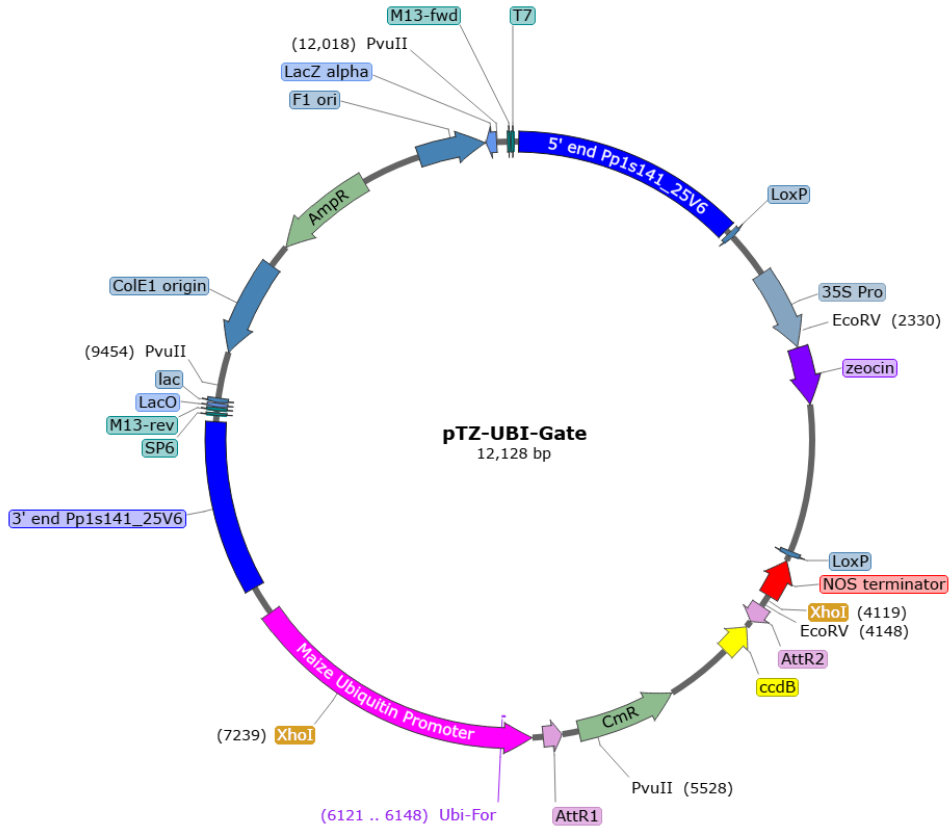 M13-fwd
T7
(12,018) PvuII
LacZ alpha
F1 ori
5' end Pp1s141_25V6
LoxP
AmpR
35S Pro
ColE1 origin
EcoRV (2330)
(9454) PvuII
zeocin
lac
LacO
M13-rev
SP6
pTZ-UBI-Gate
12,128 bp
3' end Pp1s141_25V6
LoxP
NOS terminator
XhoI (4119)
EcoRV (4148)
AttR2
ccdB
Maize Ubiquitin Promoter
CmR
(7239) XhoI
PvuII (5528)
(6121 .. 6148) Ubi-For
AttR1